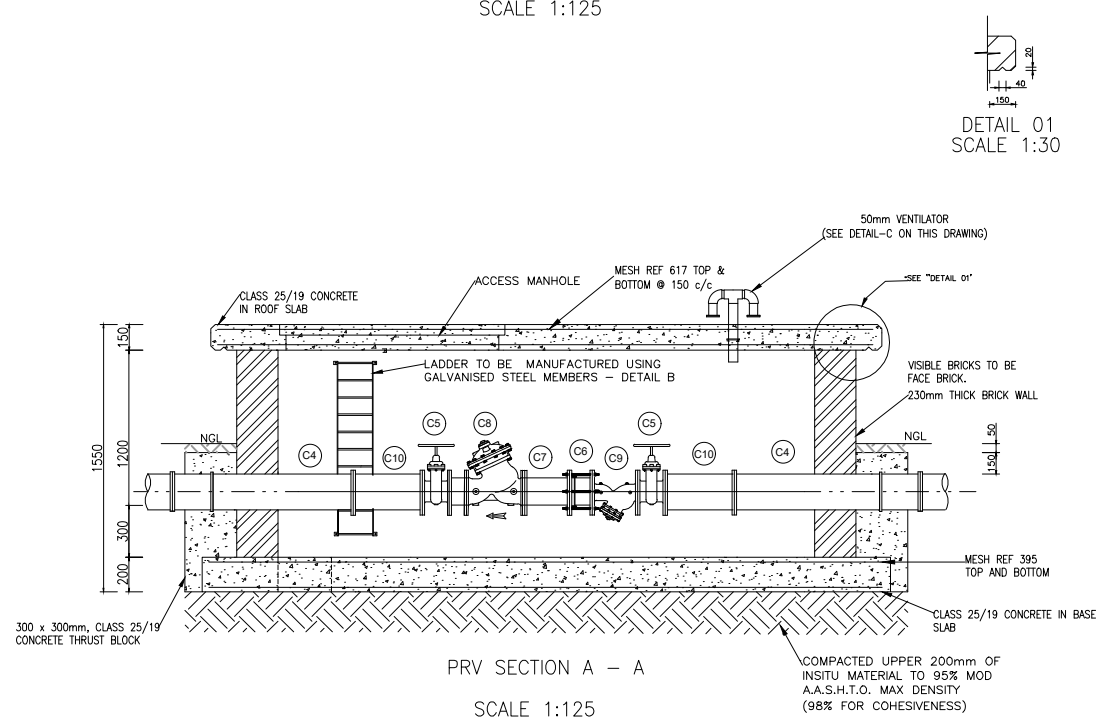 SCALE 1:125
20
40
150
DETAIL 01
SCALE 1:30
50mm VENTILATOR
(SEE DETAIL-C ON THIS DRAWING)
MESH REF 617 TOP &
BOTTOM @ 150 c/c
ACCESS MANHOLE
"SEE "DETAIL 01"
CLASS 25/19 CONCRETE
IN ROOF SLAB
150
LADDER TO BE MANUFACTURED USING
GALVANISED STEEL MEMBERS - DETAIL B
VISIBLE BRICKS TO BE
FACE BRICK.
230mm THICK BRICK WALL
NGL
NGL
50
150
1550
1200
300
200
C4
C10
C5
C8
C7
C6
C9
C5
C10
C4
MESH REF 395
TOP AND BOTTOM
300 x 300mm, CLASS 25/19
CONCRETE THRUST BLOCK
CLASS 25/19 CONCRETE IN BASE
SLAB
PRV SECTION A - A
SCALE 1:125
COMPACTED UPPER 200mm OF
INSITU MATERIAL TO 95% MOD
A.A.S.H.T.O. MAX DENSITY
(98% FOR COHESIVENESS)